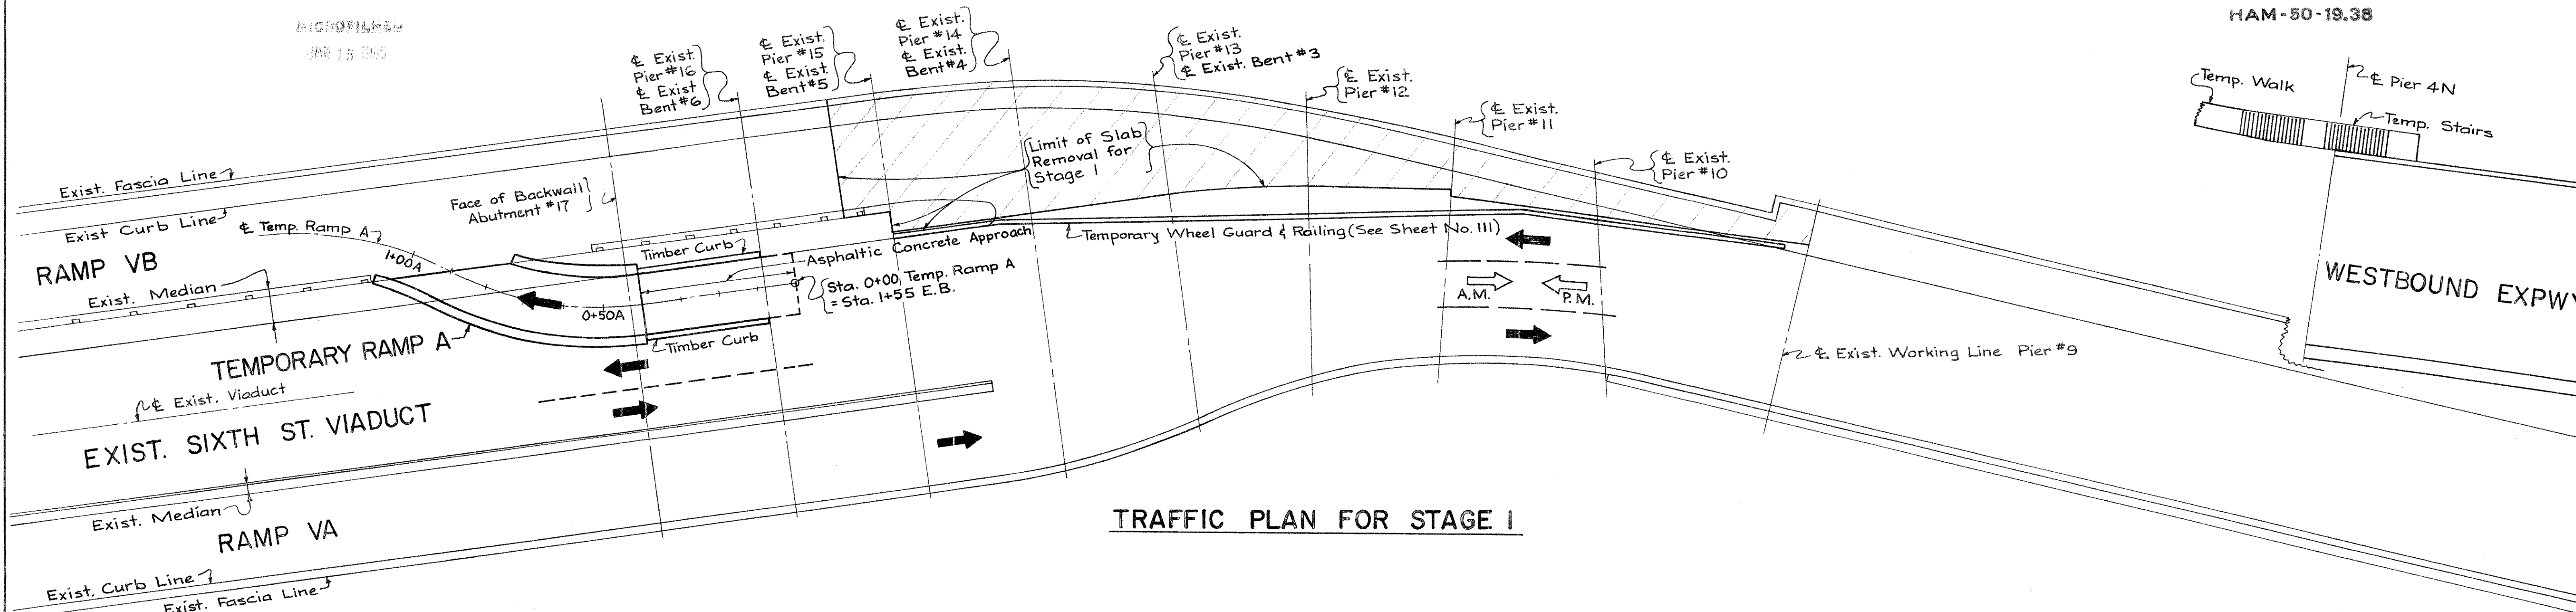 MICROFILMED
HAM-50-19.38
℄ Exist.
Pier #16
℄ Exist
Bent #6
℄ Exist.
Pier #15
℄ Exist.
Bent #5
℄ Exist.
Pier #14
℄ Exist.
Bent #4
℄ Exist.
Pier #13
℄ Exist. Bent #3
℄ Exist.
Pier #12
℄ Exist.
Pier #11
℄ Exist.
Pier #10
Temp. Walk
℄ Pier 4N
Temp. Stairs
Limit of Slab
Removal for
Stage 1
Exist. Fascia Line
Face of Backwall
Abutment #17
Exist Curb Line
℄ Temp. Ramp A
1+00A
RAMP VB
Exist. Median
Timber Curb
Asphaltic Concrete Approach
Temporary Wheel Guard & Railing (See Sheet No. 111)
Sta. 0+00 Temp. Ramp A
= Sta. 1+55 E.B.
0+50A
A.M.
P.M.
WESTBOUND EXPWY
TEMPORARY RAMP A
Timber Curb
℄ Exist. Working Line Pier #9
℄ Exist. Viaduct
EXIST. SIXTH ST. VIADUCT
Exist. Median
RAMP VA
TRAFFIC PLAN FOR STAGE 1
Exist. Curb Line
Exist. Fascia Line